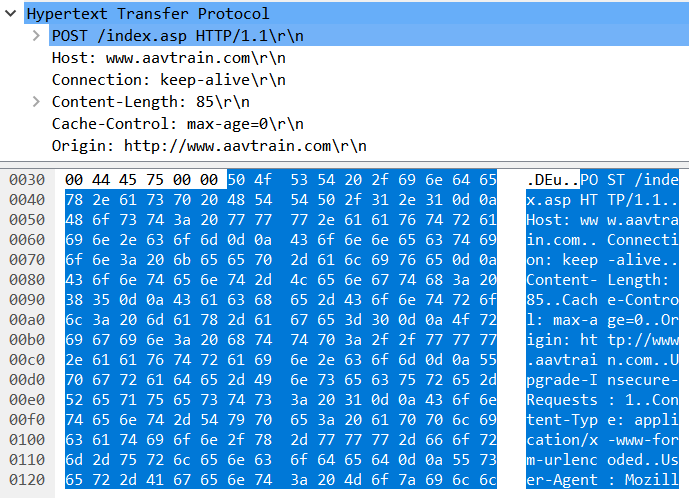 Hypertext Transfer Protocol
POST /index.asp HTTP/1.1\r\n
Host: www.aavtrain.com\r\n
Connection: keep-alive\r\n
Content-Length: 85\r\n
Cache-Control: max-age=0\r\n
Origin: http://www.aavtrain.com\r\n
0030 00 44 45 75 00 00 50 4f 53 54 20 2f 69 6e 64 65 .DEu..PO ST /inde
0040 78 2e 61 73 70 20 48 54 54 50 2f 31 2e 31 0d 0a x.asp HT TP/1.1..
0050 48 6f 73 74 3a 20 77 77 77 2e 61 61 76 74 72 61 Host: ww w.aavtra
0060 69 6e 2e 63 6f 6d 0d 0a 43 6f 6e 6e 65 63 74 69 in.com.. Connecti
0070 6f 6e 3a 20 6b 65 65 70 2d 61 6c 69 76 65 0d 0a on: keep -alive..
0080 43 6f 6e 74 65 6e 74 2d 4c 65 6e 67 74 68 3a 20 Content- Length:
0090 38 35 0d 0a 43 61 63 68 65 2d 43 6f 6e 74 72 6f 85..Cach e-Contro
00a0 6c 3a 20 6d 61 78 2d 61 67 65 3d 30 0d 0a 4f 72 l: max-a ge=0..Or
00b0 69 67 69 6e 3a 20 68 74 74 70 3a 2f 2f 77 77 77 igin: ht tp://www
00c0 2e 61 61 76 74 72 61 69 6e 2e 63 6f 6d 0d 0a 55 .aavtrai n.com..U
00d0 70 67 72 61 64 65 2d 49 6e 73 65 63 75 72 65 2d pgrade-I nsecure-
00e0 52 65 71 75 65 73 74 73 3a 20 31 0d 0a 43 6f 6e Requests : 1..Con
00f0 74 65 6e 74 2d 54 79 70 65 3a 20 61 70 70 6c 69 tent-Typ e: appli
0100 63 61 74 69 6f 6e 2f 78 2d 77 77 77 2d 66 6f 72 cation/x -www-for
0110 6d 2d 75 72 6c 65 6e 63 6f 64 65 64 0d 0a 55 73 m-urlenc oded..Us
0120 65 72 2d 41 67 65 6e 74 3a 20 4d 6f 7a 69 6c 6c er-Agent : Mozill